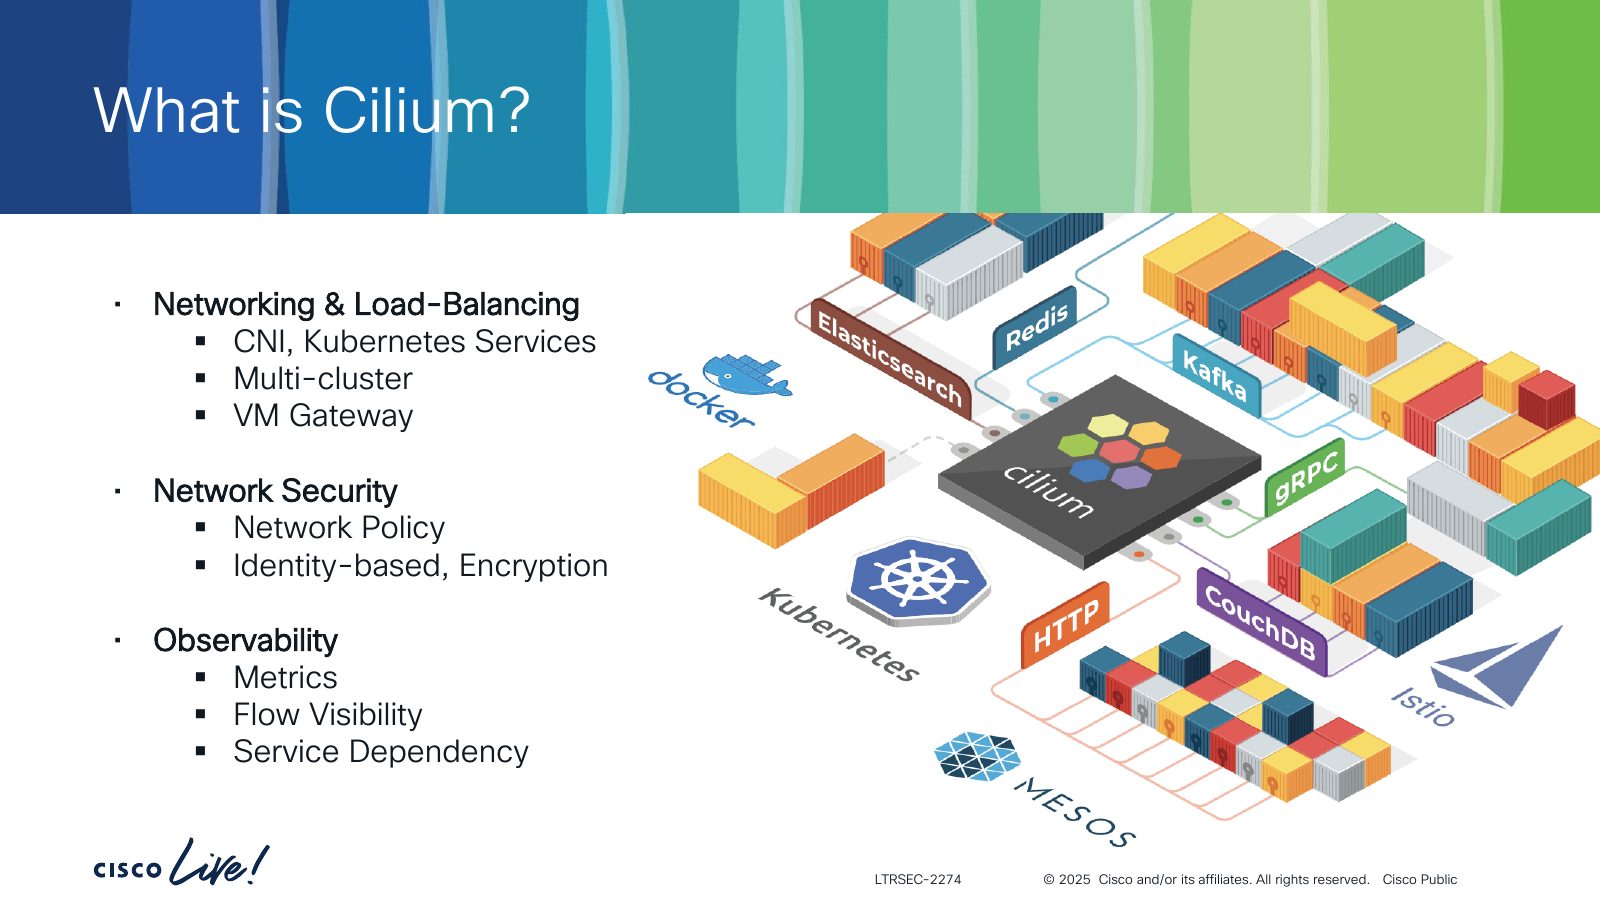 What is Cilium?
· Networking & Load-Balancing
▪ CNI, Kubernetes Services
▪ Multi-cluster
▪ VM Gateway
· Network Security
▪ Network Policy
▪ Identity-based, Encryption
· Observability
▪ Metrics
▪ Flow Visibility
▪ Service Dependency
Elasticsearch
Redis
Kafka
docker
cilium
gRPC
Kubernetes
HTTP
CouchDB
Istio
MESOS
CISCO Live!
LTRSEC-2274
© 2025 Cisco and/or its affiliates. All rights reserved. Cisco Public